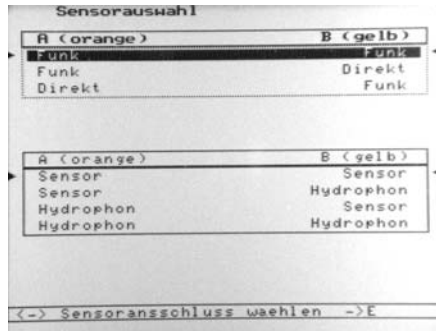 Sensorauswahl
A (orange) B (gelb)
Funk Funk
Funk Direkt
Direkt Funk
A (orange) B (gelb)
Sensor Sensor
Sensor Hydrophon
Hydrophon Sensor
Hydrophon Hydrophon
<-> Sensoransschluss waehlen ->E